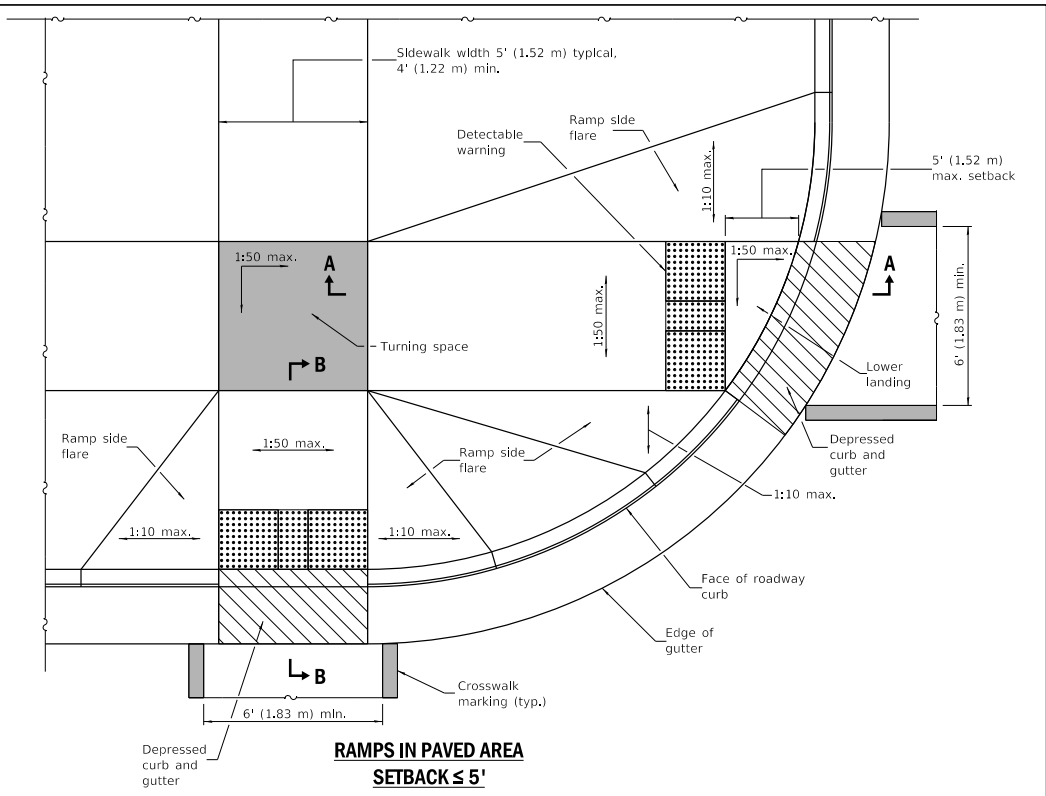 Sidewalk width 5' (1.52 m) typical,
4' (1.22 m) min.
Ramp side
flare
Detectable
warning
5' (1.52 m)
max. setback
1:10 max.
1:50 max.
A
1:50 max.
A
1:50 max.
6' (1.83 m) min.
Turning space
B
Lower
landing
Ramp side
flare
1:50 max.
Ramp side
flare
Depressed
curb and
gutter
1:10 max.
1:10 max.
1:10 max.
Face of roadway
curb
Edge of
gutter
B
Crosswalk
marking (typ.)
6' (1.83 m) min.
Depressed
curb and
gutter
RAMPS IN PAVED AREA
SETBACK ≤ 5'